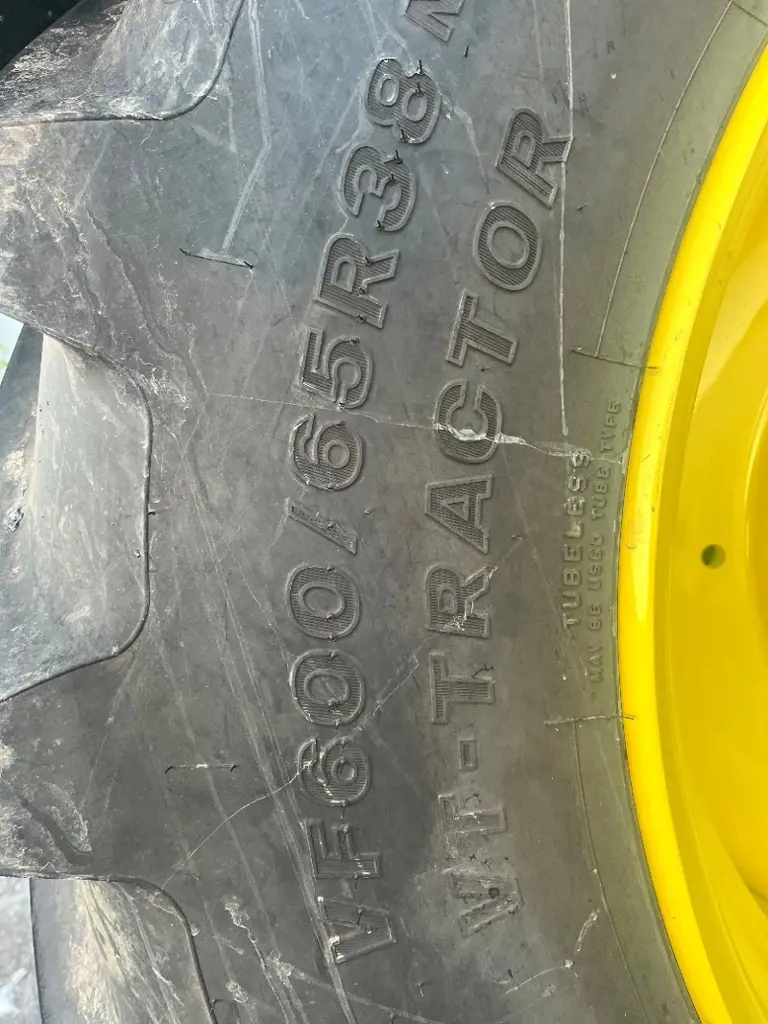 VF600/65R38
VT-TRACTOR
TUBELESS
MAY BE USED TUBE TYPE